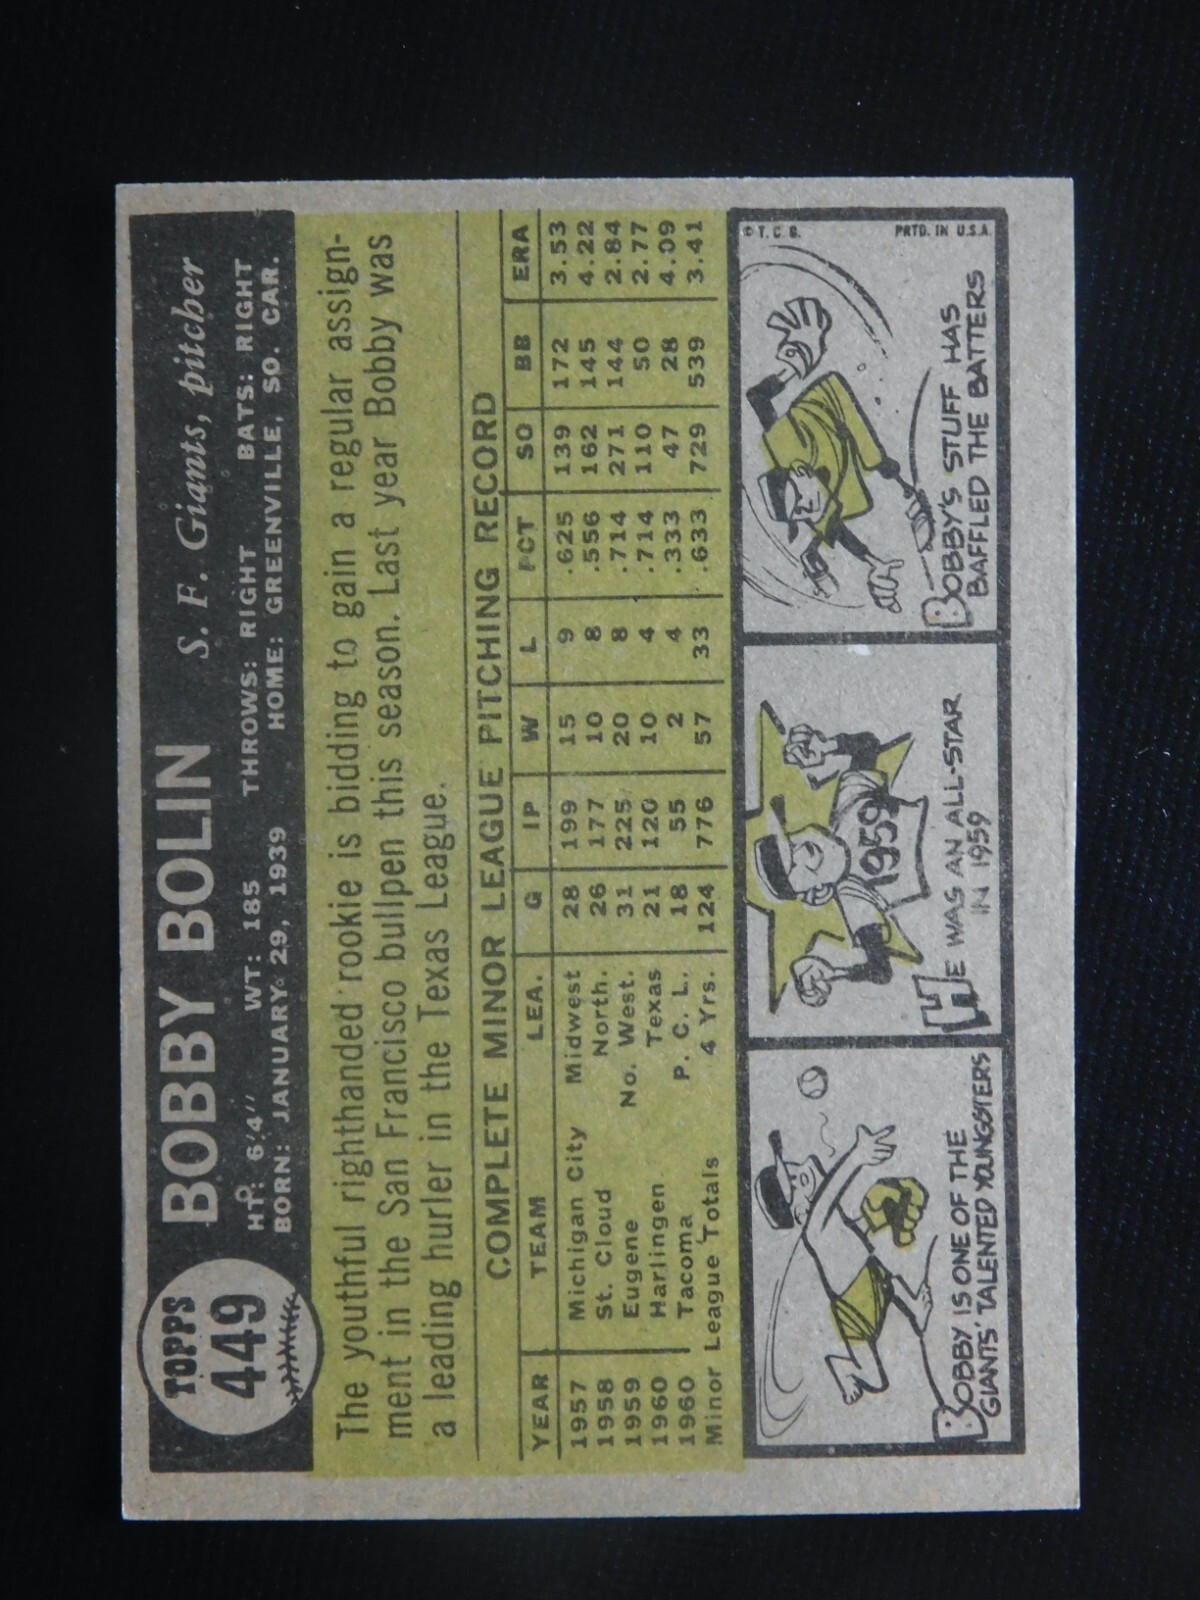 TOPPS
449
BOBBY BOLIN S. F. Giants, pitcher
HT: 6'4" WT: 185 THROWS: RIGHT BATS: RIGHT
BORN: JANUARY 29, 1939 HOME: GREENVILLE, SO. CAR.
The youthful righthanded rookie is bidding to gain a regular assign-
ment in the San Francisco bullpen this season. Last year Bobby was
a leading hurler in the Texas League.
COMPLETE MINOR LEAGUE PITCHING RECORD
YEAR TEAM LEA. G IP W L PCT SO BB ERA
1957 Michigan City Midwest 28 199 15 9 .625 139 172 3.53
1958 St. Cloud North. 26 177 10 8 .556 162 145 4.22
1959 Eugene No. West. 31 225 20 8 .714 271 144 2.84
1960 Harlingen Texas 21 120 10 4 .714 110 50 2.77
1960 Tacoma P. C. L. 18 55 2 4 .333 47 28 4.09
Minor League Totals 4 Yrs. 124 776 57 33 .633 729 539 3.41
BOBBY IS ONE OF THE
GIANTS' TALENTED YOUNGSTERS
1959
HE WAS AN ALL-STAR
IN 1959
© T. C. G.
PRTD. IN U.S.A.
BOBBY'S STUFF HAS
BAFFLED THE BATTERS